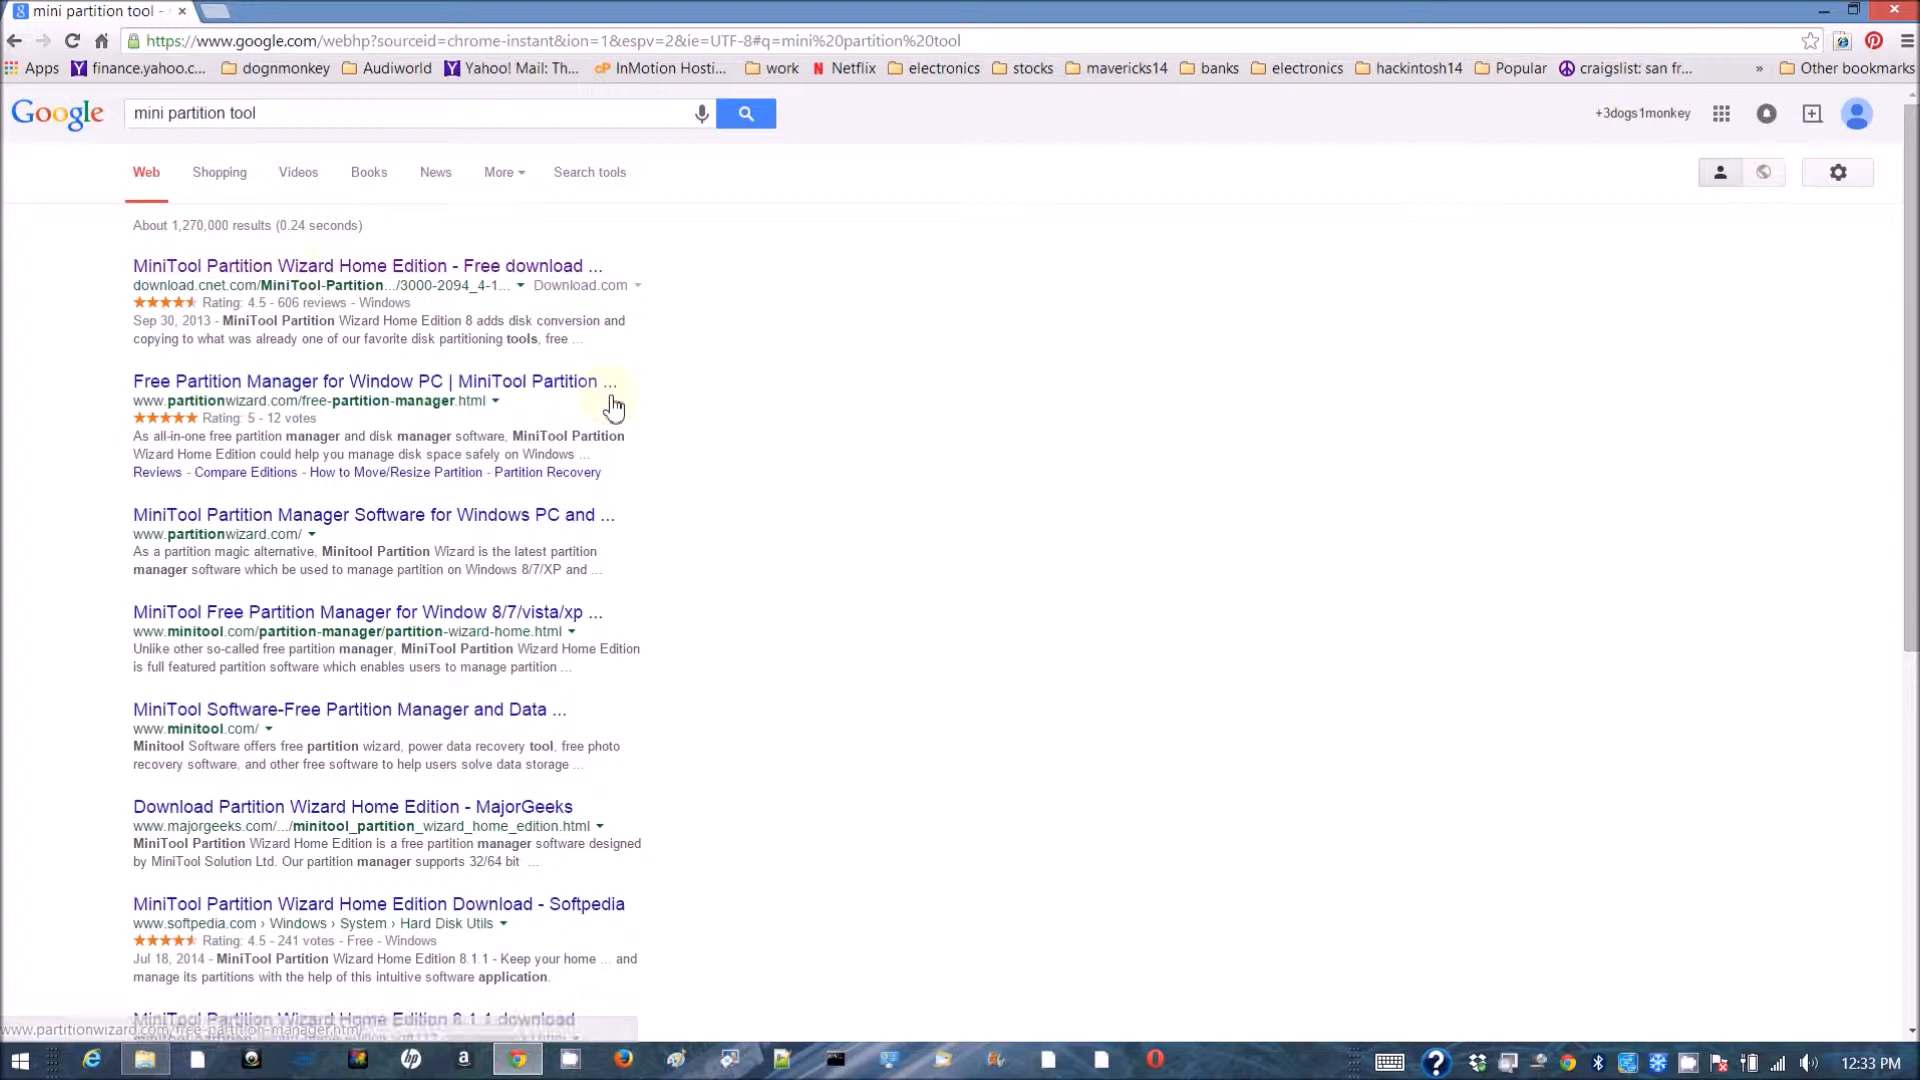 mini partition tool -
https://www.google.com/webhp?sourceid=chrome-instant&ion=1&espv=2&ie=UTF-8#q=mini%20partition%20tool
Apps finance.yahoo.c... dognmonkey Audiworld Yahoo! Mail: Th... InMotion Hosti... work Netflix electronics stocks mavericks14 banks electronics hackintosh14 Popular craigslist: san fr... » Other bookmarks
Google mini partition tool +3dogs1monkey
Web Shopping Videos Books News More Search tools
About 1,270,000 results (0.24 seconds)
MiniTool Partition Wizard Home Edition - Free download ...
download.cnet.com/MiniTool-Partition.../3000-2094_4-1... Download.com
Rating: 4.5 - 606 reviews - Windows
Sep 30, 2013 - MiniTool Partition Wizard Home Edition 8 adds disk conversion and
copying to what was already one of our favorite disk partitioning tools, free ...
Free Partition Manager for Window PC | MiniTool Partition ...
www.partitionwizard.com/free-partition-manager.html
Rating: 5 - 12 votes
As all-in-one free partition manager and disk manager software, MiniTool Partition
Wizard Home Edition could help you manage disk space safely on Windows ...
Reviews - Compare Editions - How to Move/Resize Partition - Partition Recovery
MiniTool Partition Manager Software for Windows PC and ...
www.partitionwizard.com/
As a partition magic alternative, Minitool Partition Wizard is the latest partition
manager software which be used to manage partition on Windows 8/7/XP and ...
MiniTool Free Partition Manager for Window 8/7/vista/xp ...
www.minitool.com/partition-manager/partition-wizard-home.html
Unlike other so-called free partition manager, MiniTool Partition Wizard Home Edition
is full featured partition software which enables users to manage partition ...
MiniTool Software-Free Partition Manager and Data ...
www.minitool.com/
Minitool Software offers free partition wizard, power data recovery tool, free photo
recovery software, and other free software to help users solve data storage ...
Download Partition Wizard Home Edition - MajorGeeks
www.majorgeeks.com/.../minitool_partition_wizard_home_edition.html
MiniTool Partition Wizard Home Edition is a free partition manager software designed
by MiniTool Solution Ltd. Our partition manager supports 32/64 bit ...
MiniTool Partition Wizard Home Edition Download - Softpedia
www.softpedia.com › Windows › System › Hard Disk Utils
Rating: 4.5 - 241 votes - Free - Windows
Jul 18, 2014 - MiniTool Partition Wizard Home Edition 8.1.1 - Keep your home ... and
manage its partitions with the help of this intuitive software application.
MiniTool Partition Wizard Home Edition 8.1.1 download
www.partitionwizard.com/free-partition-manager.html
12:33 PM